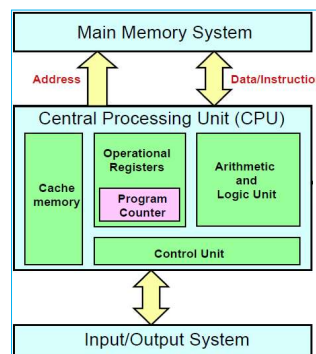 Main Memory System
Address
Data/Instructio
Central Processing Unit (CPU)
Cache
memory
Operational
Registers
Program
Counter
Arithmetic
and
Logic Unit
Control Unit
Input/Output System